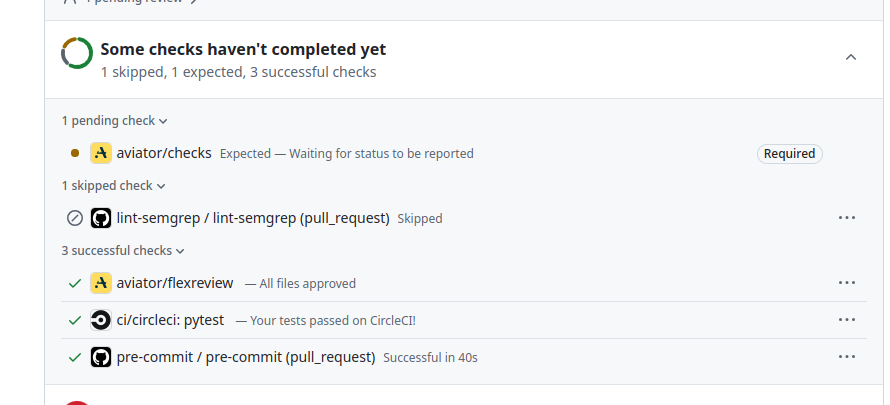 1 pending review
Some checks haven't completed yet
1 skipped, 1 expected, 3 successful checks
1 pending check
aviator/checks Expected — Waiting for status to be reported Required
1 skipped check
lint-semgrep / lint-semgrep (pull_request) Skipped
3 successful checks
aviator/flexreview — All files approved
ci/circleci: pytest — Your tests passed on CircleCI!
pre-commit / pre-commit (pull_request) Successful in 40s